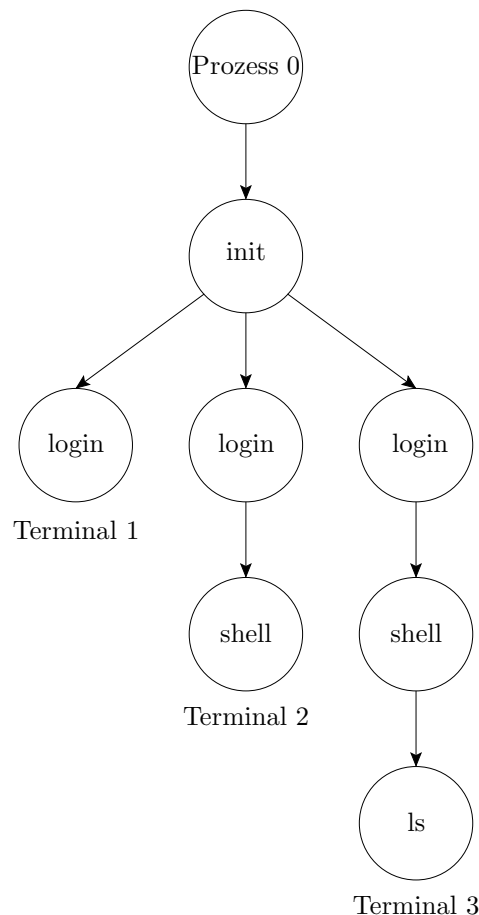 Prozess 0
init
login
login
login
Terminal 1
shell
shell
Terminal 2
ls
Terminal 3